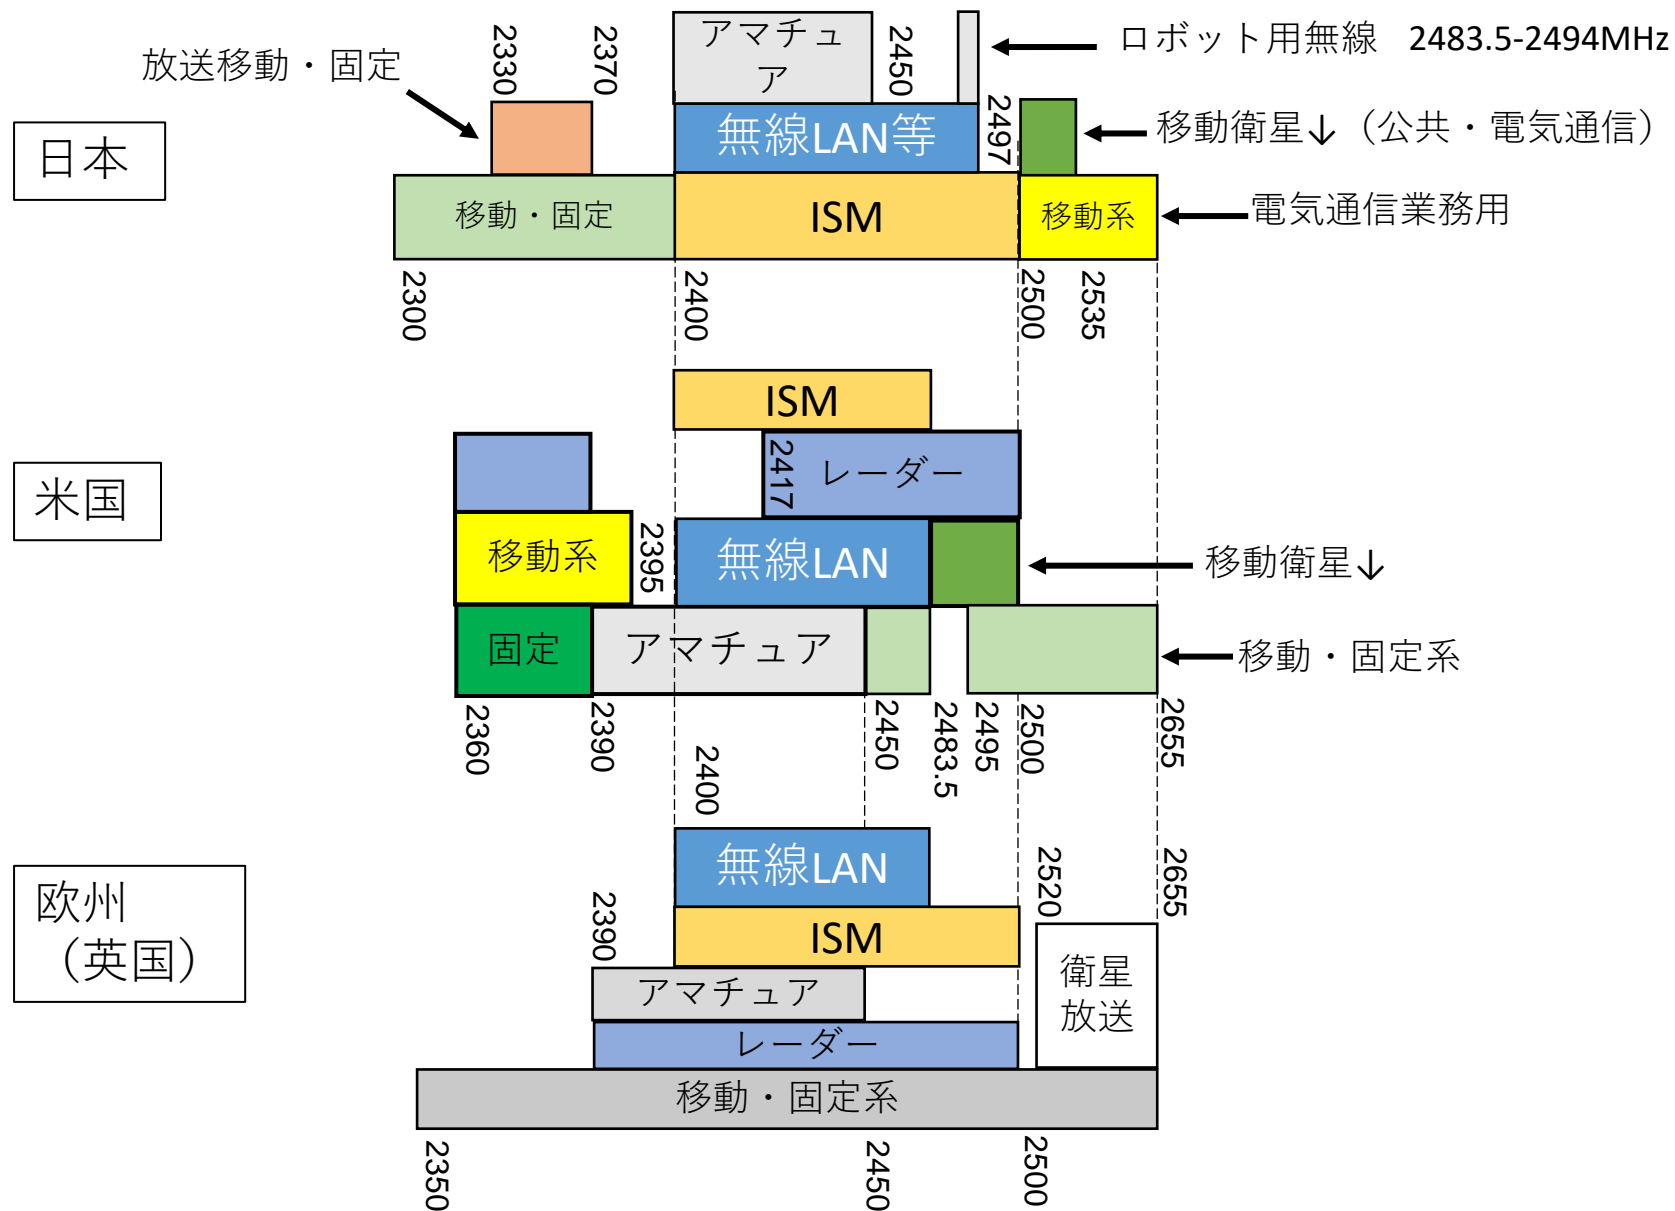 日本
放送移動・固定
2330
2370
アマチュ
ア
2450
ロボット用無線 2483.5-2494MHz
無線LAN等
2497
移動衛星↓（公共・電気通信）
移動・固定
ISM
移動系
電気通信業務用
2300
2400
2500
2535
米国
ISM
2417
レーダー
移動系
2395
無線LAN
移動衛星↓
固定
アマチュア
移動・固定系
2360
2390
2400
2450
2483.5
2495
2500
2655
欧州
（英国）
無線LAN
2390
ISM
2520
2655
アマチュア
衛星
放送
レーダー
移動・固定系
2350
2450
2500